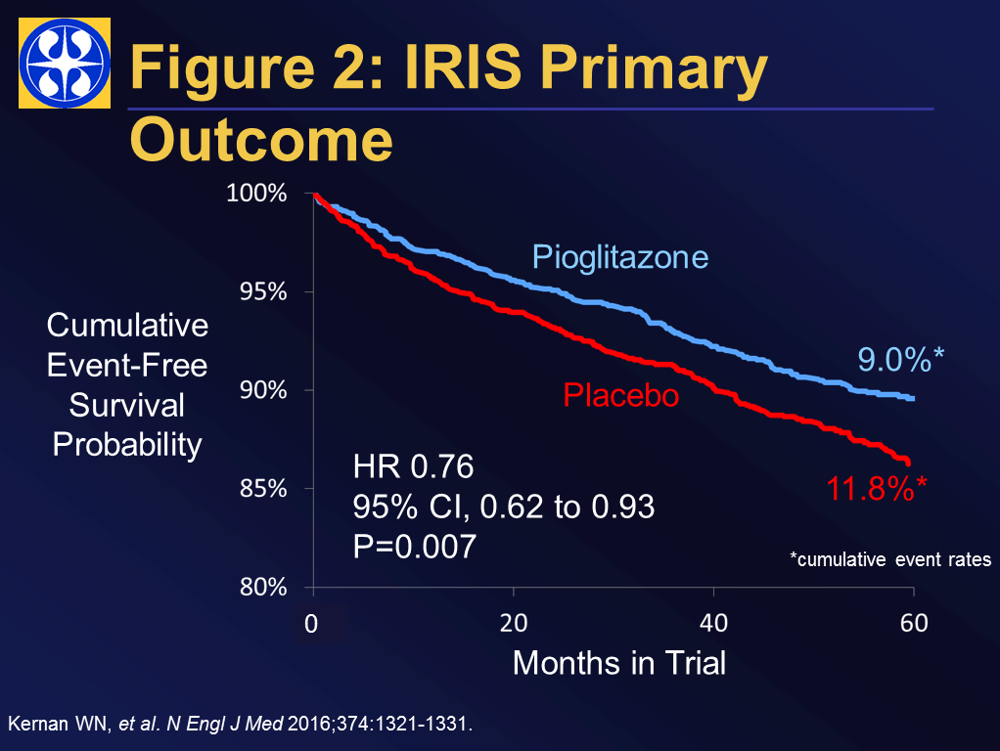 Figure 2: IRIS Primary
Outcome
100%
95%
90%
85%
80%
Cumulative
Event-Free
Survival
Probability
Pioglitazone
9.0%*
Placebo
11.8%*
HR 0.76
95% CI, 0.62 to 0.93
P=0.007
*cumulative event rates
0 20 40 60
Months in Trial
Kernan WN, et al. N Engl J Med 2016;374:1321-1331.